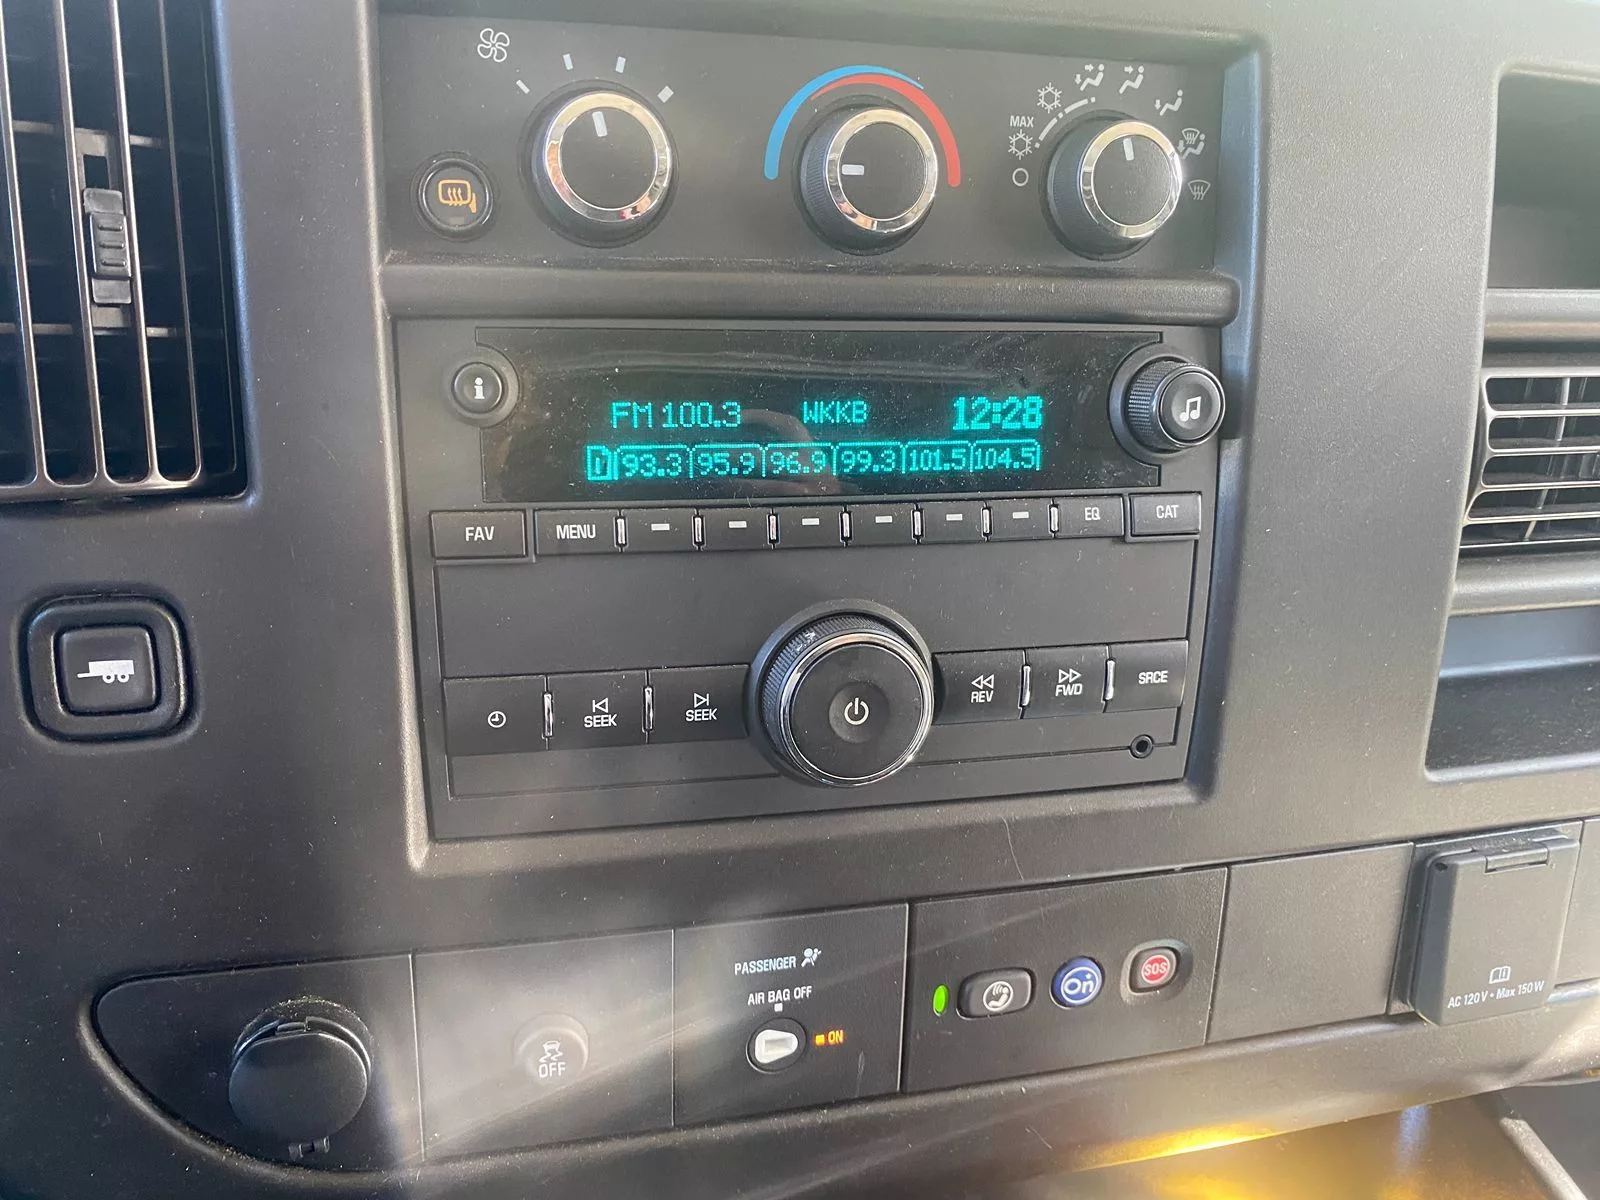 MAX
FM 100.3 WKKB 12:28
D 93.3 95.9 96.9 99.3 101.5 104.5
FAV MENU EQ CAT
SEEK SEEK REV FWD SRCE
PASSENGER
AIR BAG OFF
ON
OFF
On
SOS
AC 120V • Max 150W